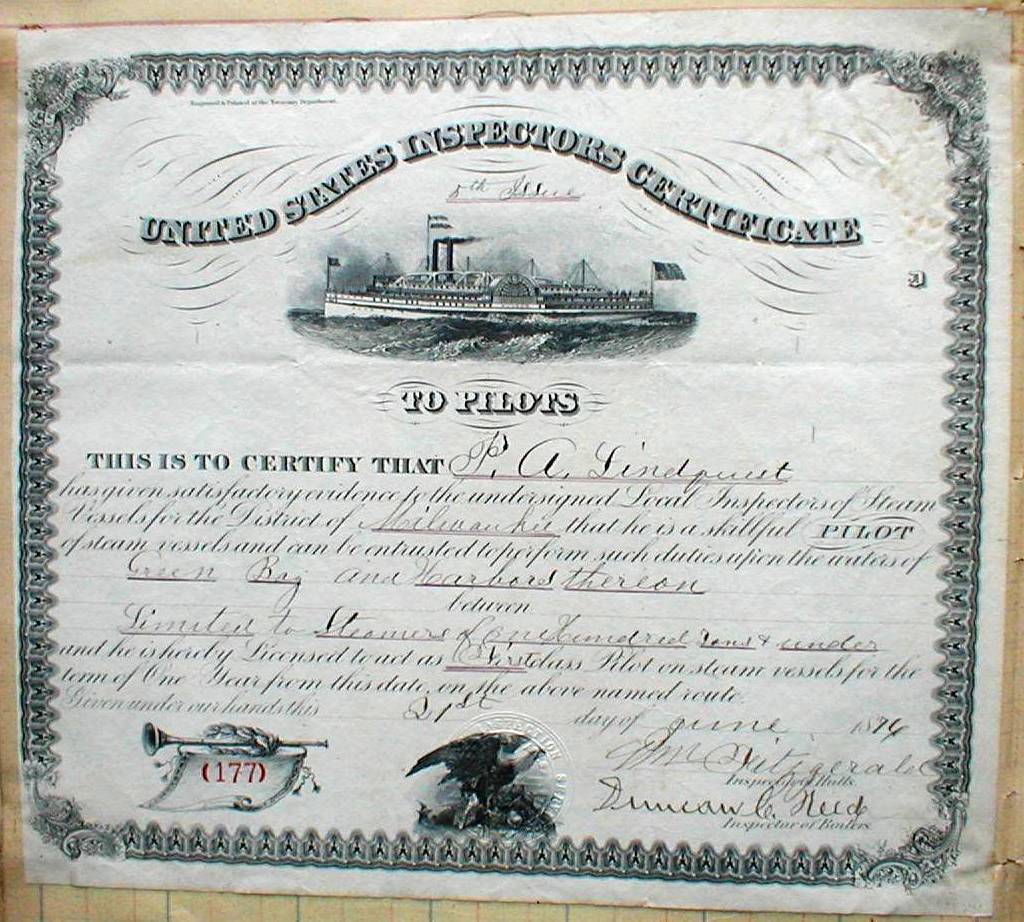 Engraved & Printed at the Treasury Department.
UNITED STATES INSPECTORS CERTIFICATE
5th Issue
TO PILOTS
THIS IS TO CERTIFY THAT P. A. Lindquist
has given satisfactory evidence to the undersigned Local Inspectors of Steam
Vessels for the District of Milwaukee that he is a skillful PILOT
of steam vessels and can be entrusted to perform such duties upon the waters of
Green Bay and Harbors thereon
between
Limited to Steamers of one Hundred Tons & under
and he is hereby Licensed to act as First class Pilot on steam vessels for the
term of One Year from this date, on the above named route.
Given under our hands this 21st day of June 18
Wm Fitzgerald
Inspector of Hulls
(177)
Duncan C. Reed
Inspector of Boilers